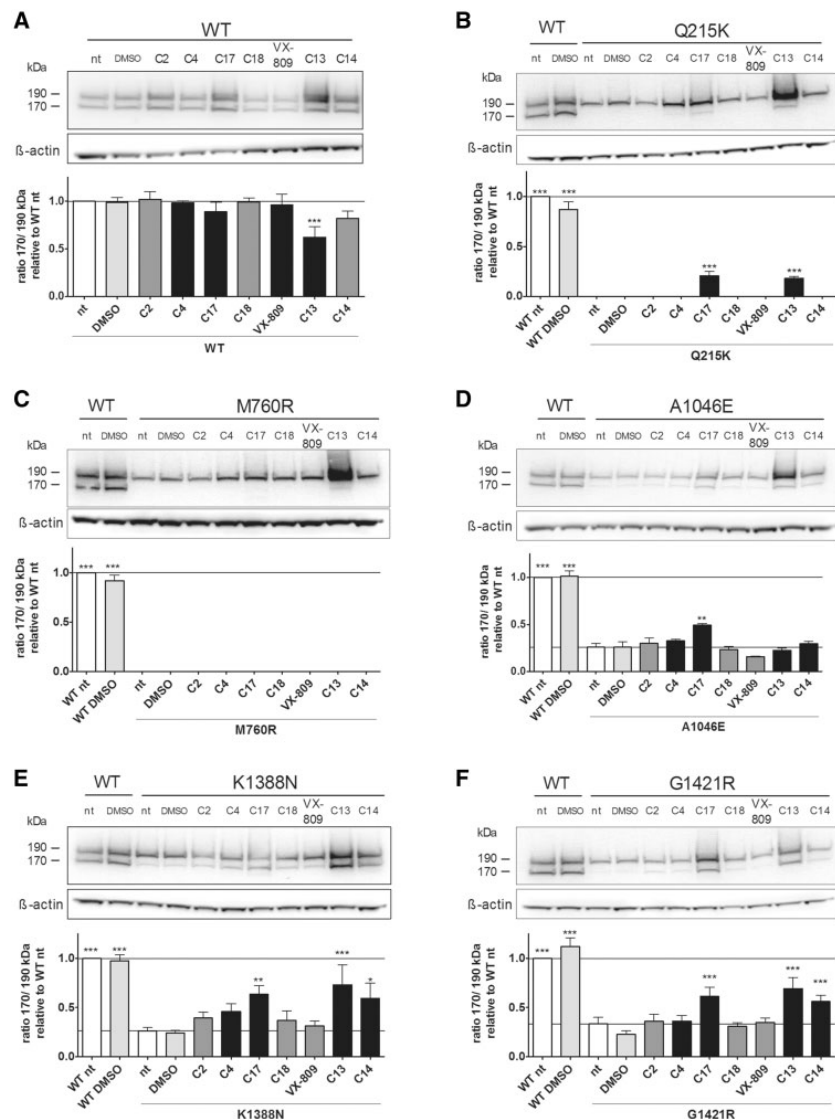 A
WT
kDa
nt DMSO C2 C4 C17 C18 VX-809 C13 C14
190
170
ß-actin
ratio 170/ 190 kDa
relative to WT nt
1.0
0.5
0.0
***
nt DMSO C2 C4 C17 C18 VX-809 C13 C14
WT
B
WT Q215K
kDa
nt DMSO nt DMSO C2 C4 C17 C18 VX-809 C13 C14
190
170
ß-actin
ratio 170/ 190 kDa
relative to WT nt
1.0
0.5
0.0
*** *** *** ***
WT nt WT DMSO nt DMSO C2 C4 C17 C18 VX-809 C13 C14
Q215K
C
WT M760R
kDa
nt DMSO nt DMSO C2 C4 C17 C18 VX-809 C13 C14
190
170
ß-actin
ratio 170/ 190 kDa
relative to WT nt
1.0
0.5
0.0
*** ***
WT nt WT DMSO nt DMSO C2 C4 C17 C18 VX-809 C13 C14
M760R
D
WT A1046E
kDa
nt DMSO nt DMSO C2 C4 C17 C18 VX-809 C13 C14
190
170
ß-actin
ratio 170/ 190 kDa
relative to WT nt
1.0
0.5
0.0
*** *** **
WT nt WT DMSO nt DMSO C2 C4 C17 C18 VX-809 C13 C14
A1046E
E
WT K1388N
kDa
nt DMSO nt DMSO C2 C4 C17 C18 VX-809 C13 C14
190
170
ß-actin
ratio 170/ 190 kDa
relative to WT nt
1.0
0.5
0.0
*** *** ** *** *
WT nt WT DMSO nt DMSO C2 C4 C17 C18 VX-809 C13 C14
K1388N
F
WT G1421R
kDa
nt DMSO nt DMSO C2 C4 C17 C18 VX-809 C13 C14
190
170
ß-actin
ratio 170/ 190 kDa
relative to WT nt
1.0
0.5
0.0
*** *** *** *** ***
WT nt WT DMSO nt DMSO C2 C4 C17 C18 VX-809 C13 C14
G1421R